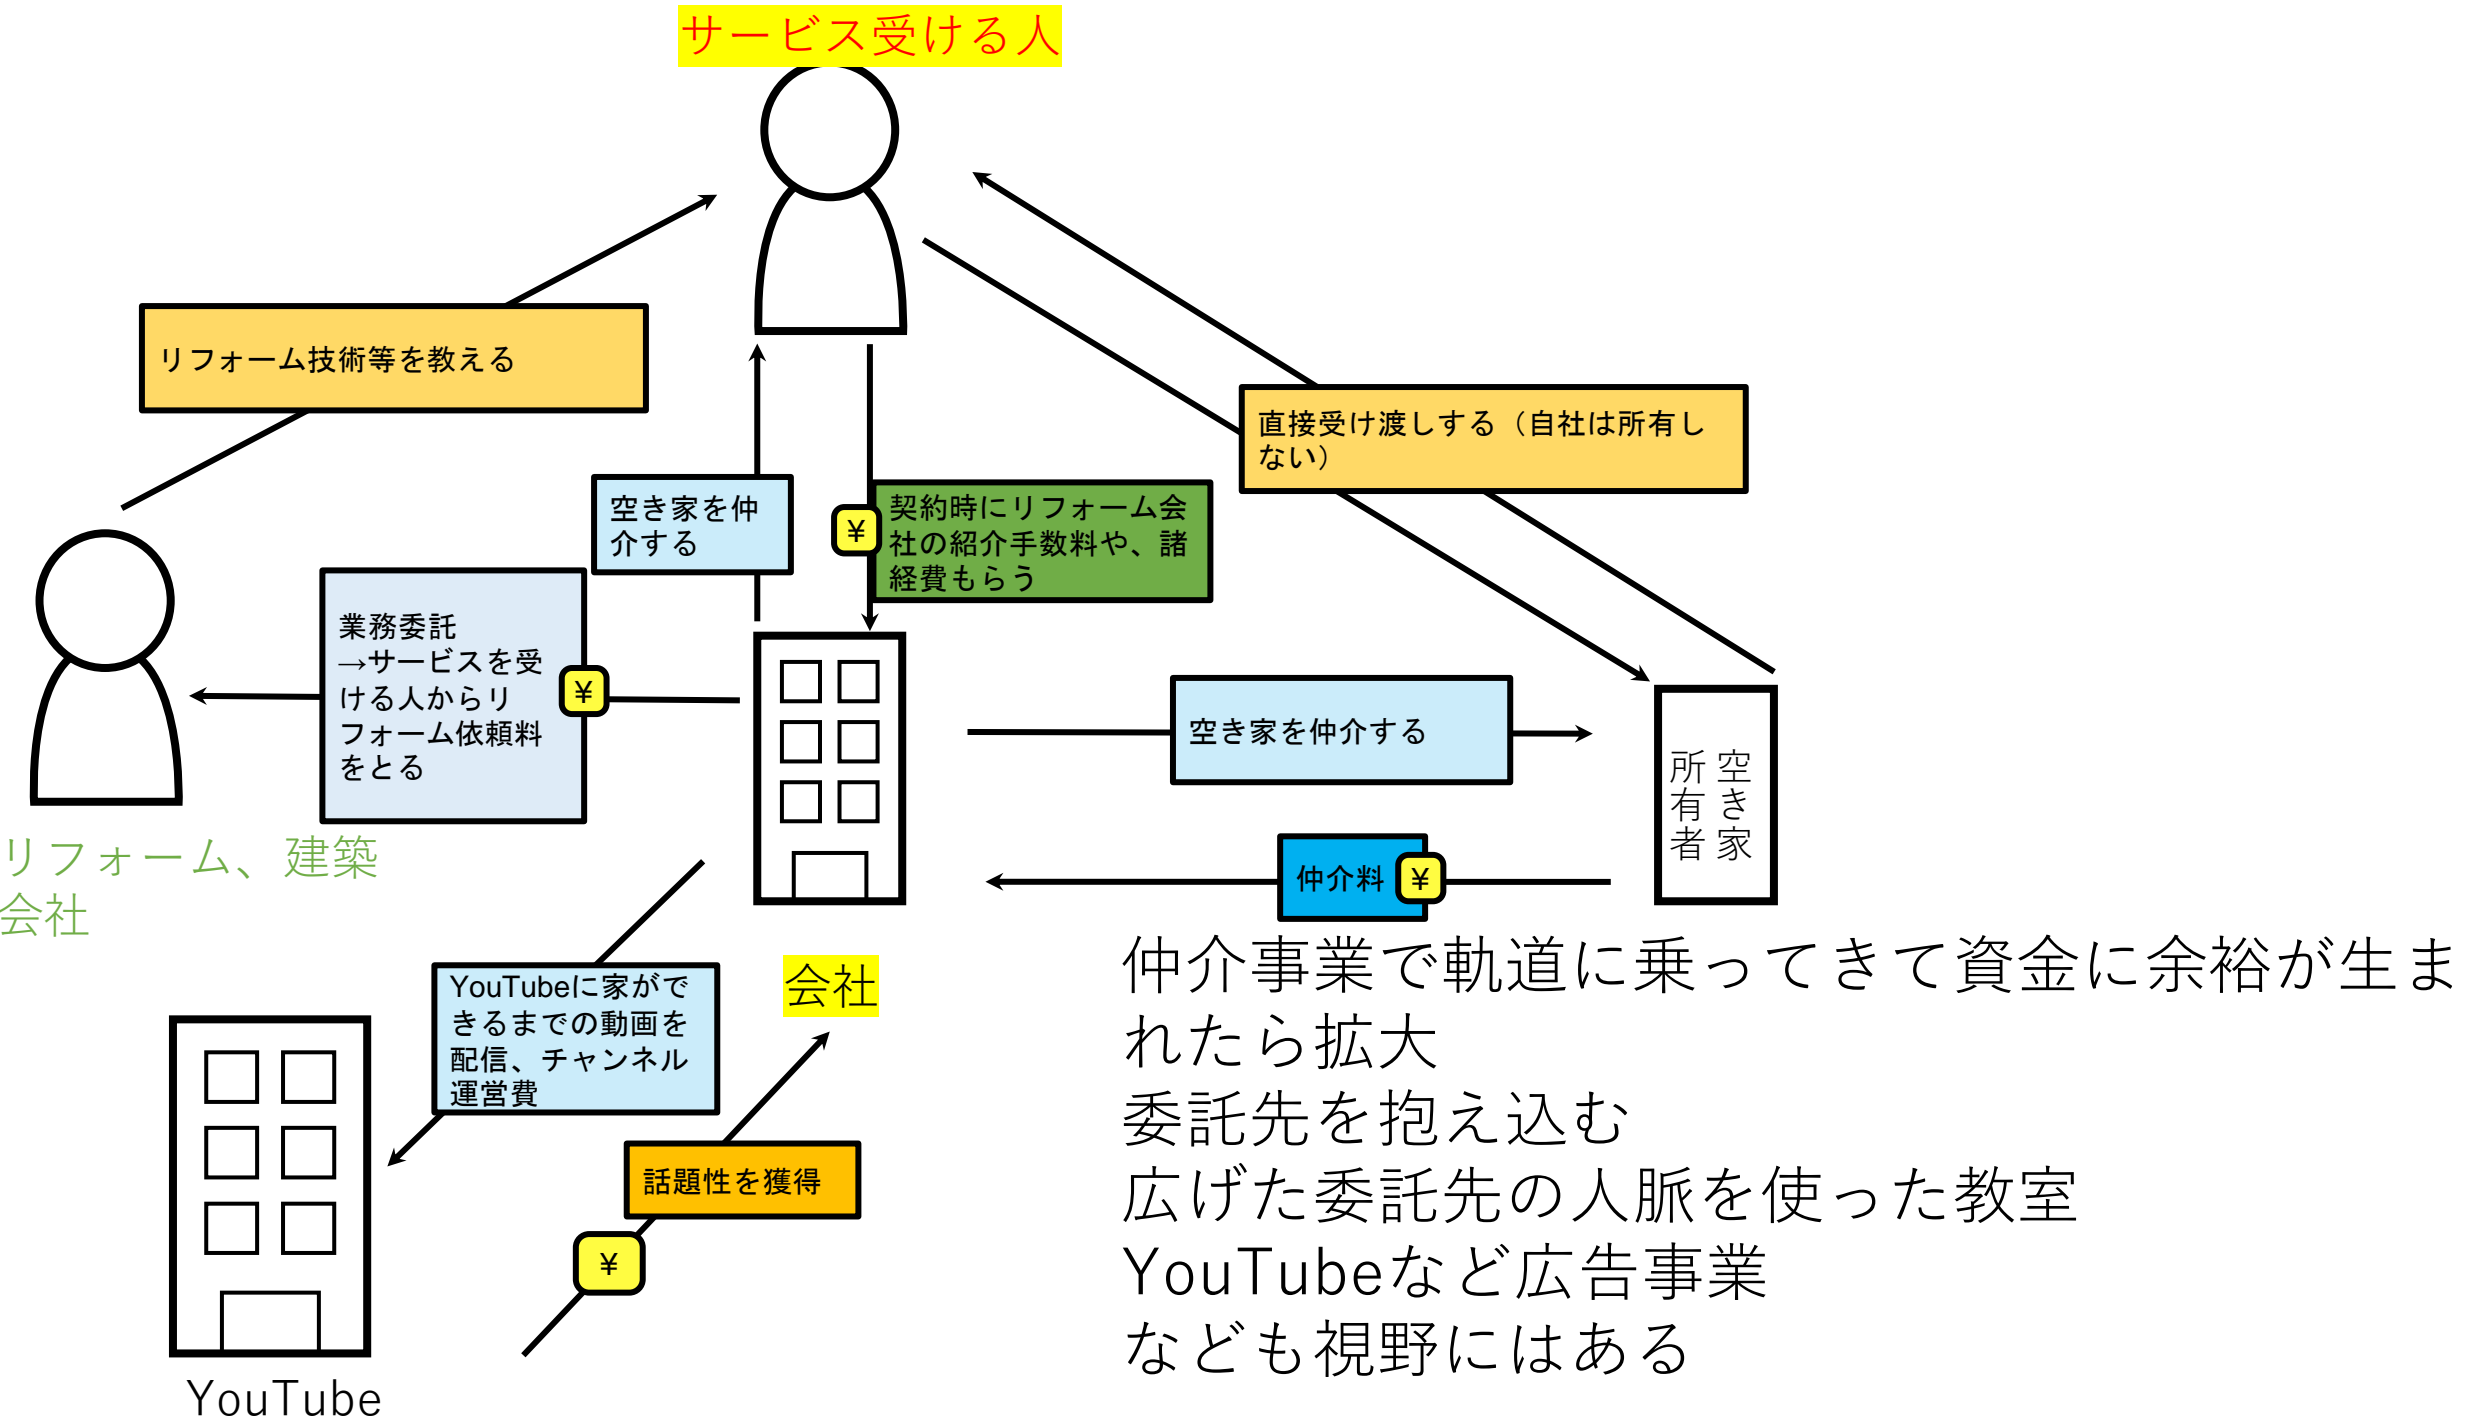 サービス受ける人
リフォーム技術等を教える
直接受け渡しする（自社は所有し
ない）
空き家を仲
介する
¥
契約時にリフォーム会
社の紹介手数料や、諸
経費もらう
業務委託
→サービスを受
ける人からリ
フォーム依頼料
をとる
¥
空き家を仲介する
空き家
所有者
リフォーム、建築
会社
仲介料
¥
会社
YouTubeに家がで
きるまでの動画を
配信、チャンネル
運営費
話題性を獲得
¥
YouTube
仲介事業で軌道に乗ってきて資金に余裕が生ま
れたら拡大
委託先を抱え込む
広げた委託先の人脈を使った教室
YouTubeなど広告事業
なども視野にはある